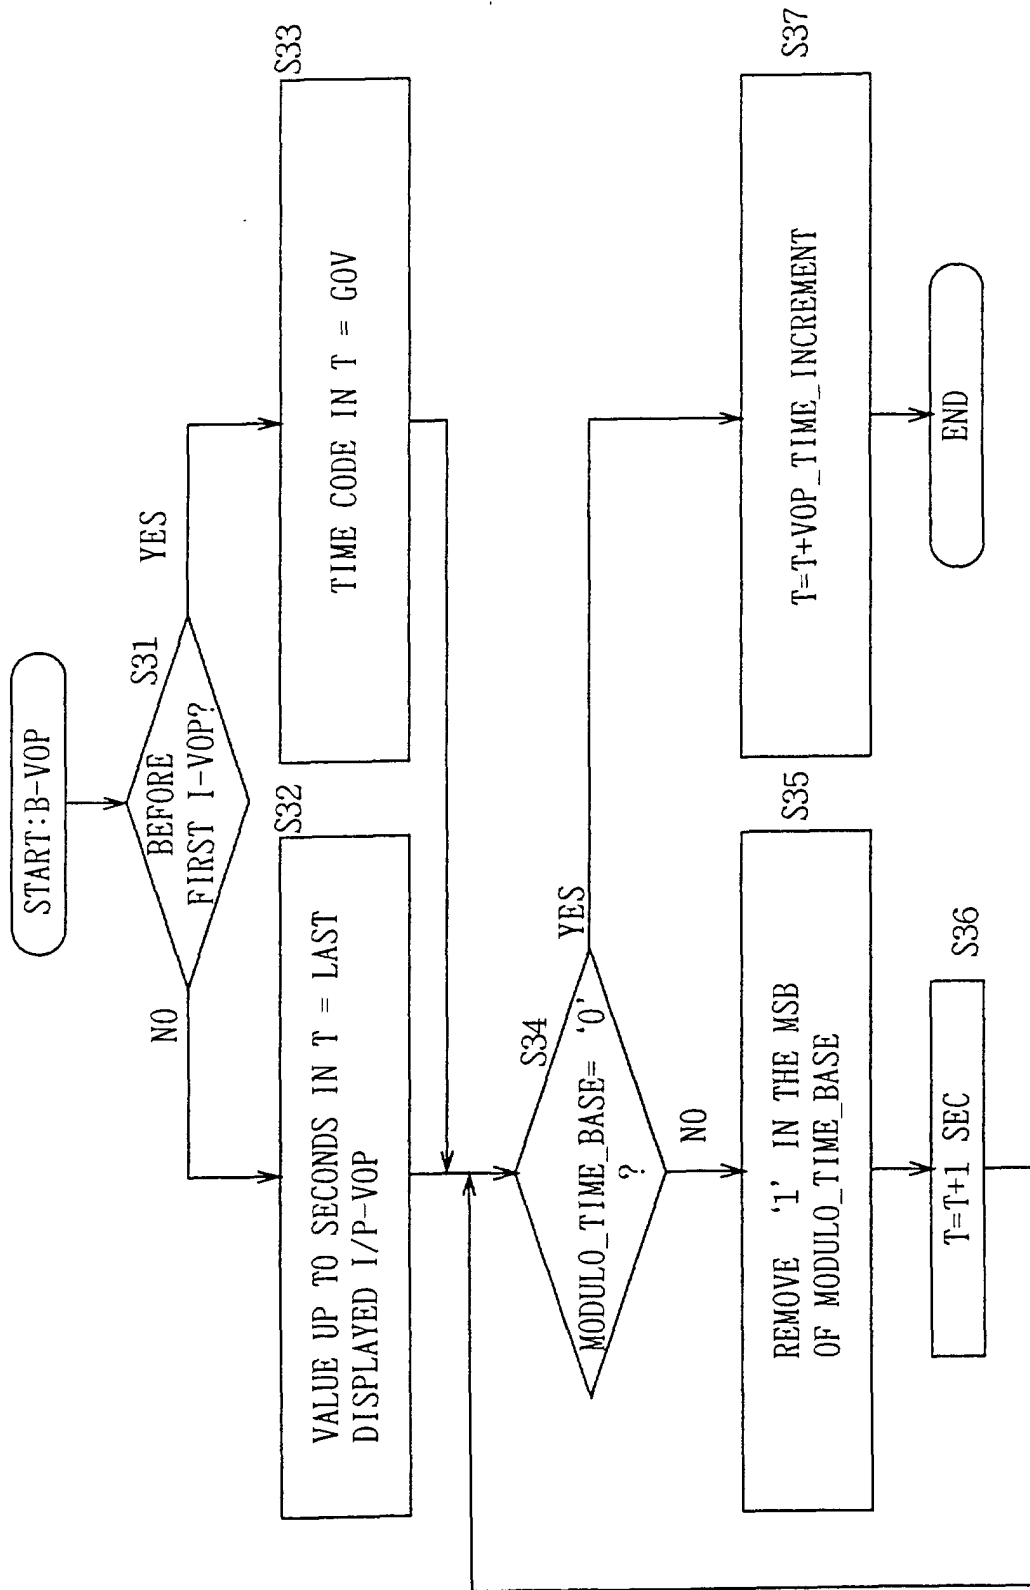 START:B-VOP
S31
BEFORE
FIRST I-VOP?
NO
YES
S32
VALUE UP TO SECONDS IN T = LAST
DISPLAYED I/P-VOP
S33
TIME CODE IN T = GOV
S34
MODULO_TIME_BASE= ‘0’
?
YES
NO
S35
REMOVE ‘1’ IN THE MSB
OF MODULO_TIME_BASE
S36
T=T+1 SEC
S37
T=T+VOP_TIME_INCREMENT
END